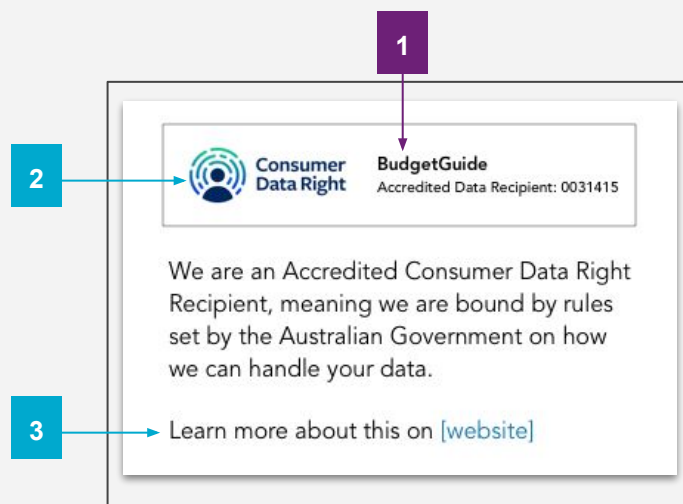 1
2
Consumer
Data Right
BudgetGuide
Accredited Data Recipient: 0031415
We are an Accredited Consumer Data Right
Recipient, meaning we are bound by rules
set by the Australian Government on how
we can handle your data.
3
Learn more about this on [website]